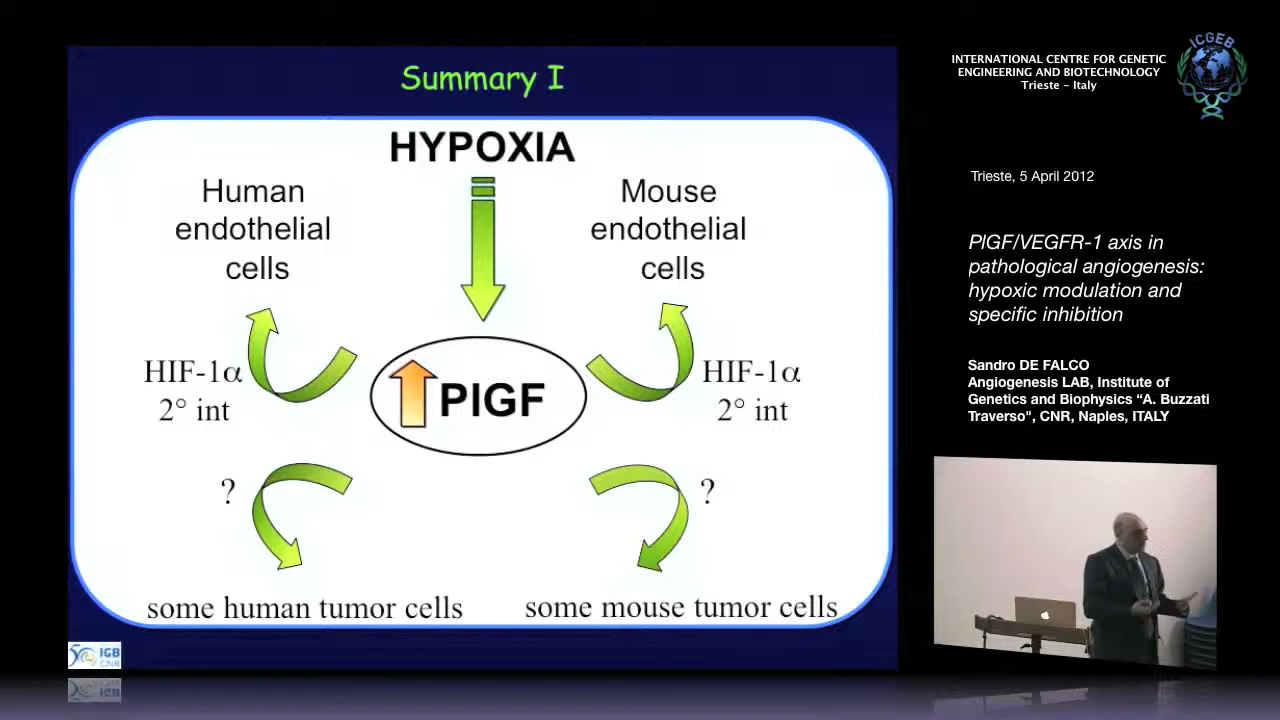 Summary I
HYPOXIA
Human
endothelial
cells
Mouse
endothelial
cells
HIF-1α
2° int
PlGF
HIF-1α
2° int
?
?
some human tumor cells
some mouse tumor cells
IGB
CNR
INTERNATIONAL CENTRE FOR GENETIC
ENGINEERING AND BIOTECHNOLOGY
Trieste – Italy
ICGEB
Trieste, 5 April 2012
PlGF/VEGFR-1 axis in
pathological angiogenesis:
hypoxic modulation and
specific inhibition
Sandro DE FALCO
Angiogenesis LAB, Institute of
Genetics and Biophysics “A. Buzzati
Traverso", CNR, Naples, ITALY